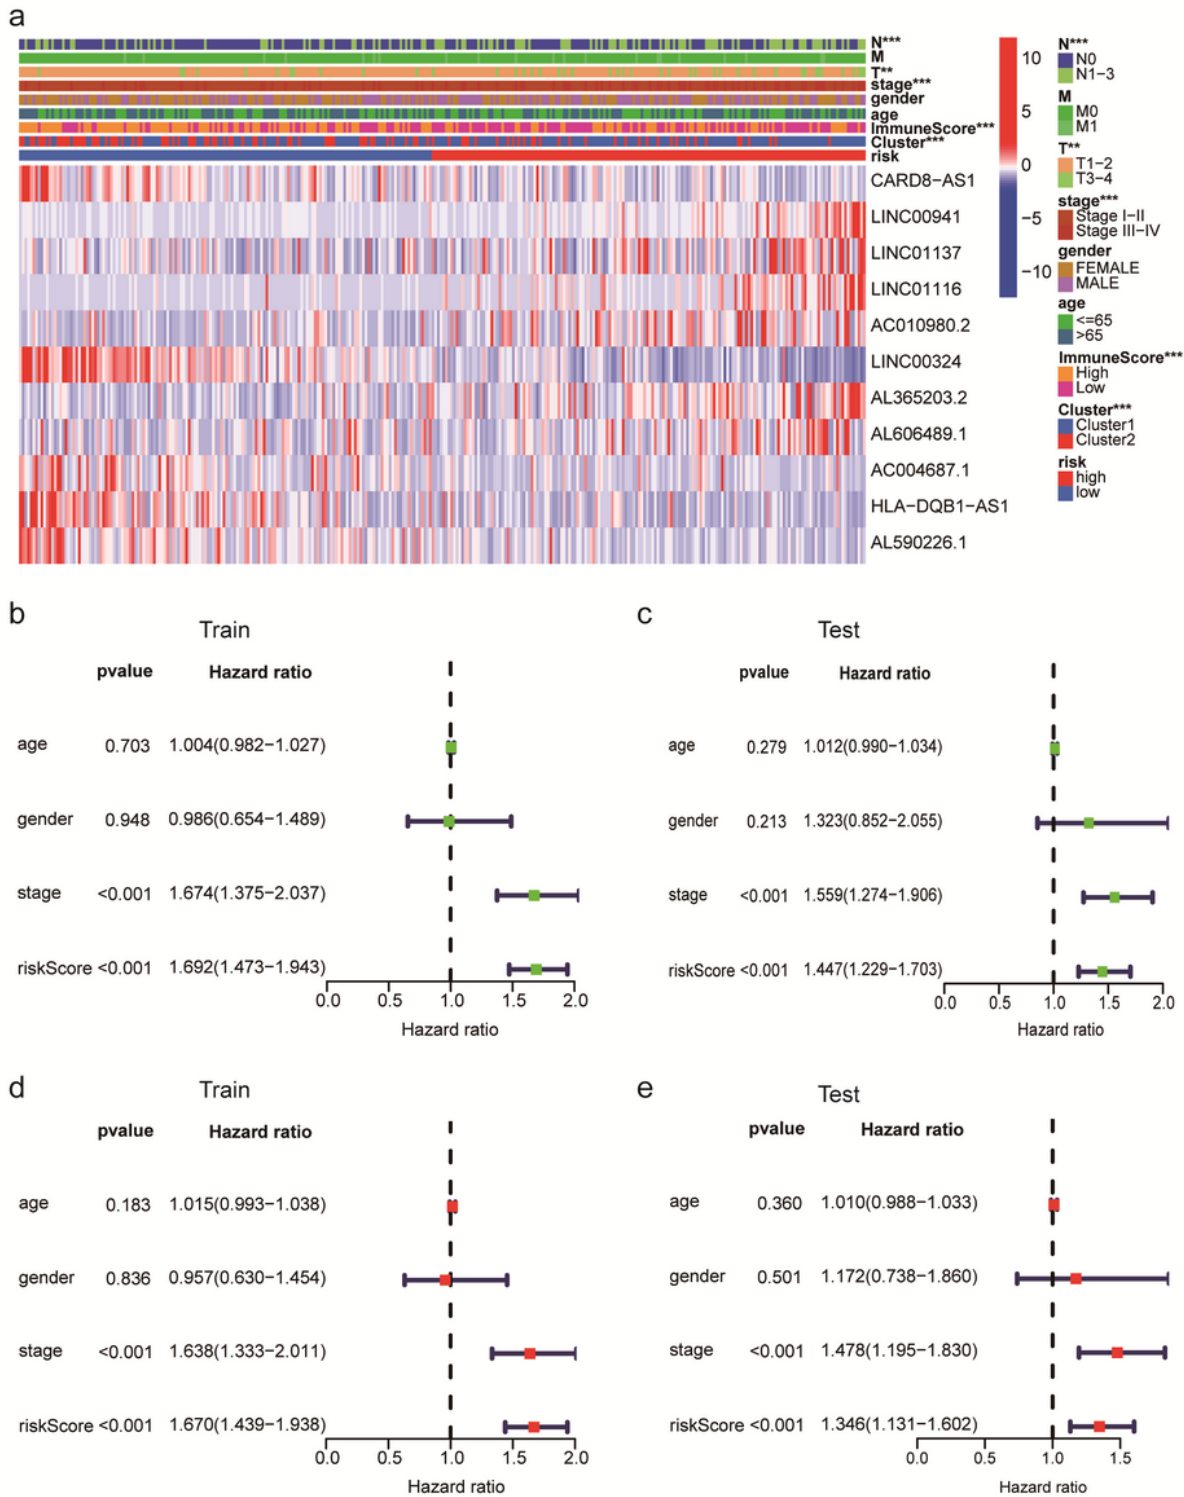 a
N***
M
T**
stage***
gender
age
ImmuneScore***
Cluster***
risk
CARD8−AS1
LINC00941
LINC01137
LINC01116
AC010980.2
LINC00324
AL365203.2
AL606489.1
AC004687.1
HLA−DQB1−AS1
AL590226.1
10
5
0
−5
−10
N***
N0
N1−3
M
M0
M1
T**
T1−2
T3−4
stage***
Stage I−II
Stage III−IV
gender
FEMALE
MALE
age
<=65
>65
ImmuneScore***
High
Low
Cluster***
Cluster1
Cluster2
risk
high
low
b
Train
pvalue Hazard ratio
age 0.703 1.004(0.982−1.027)
gender 0.948 0.986(0.654−1.489)
stage <0.001 1.674(1.375−2.037)
riskScore <0.001 1.692(1.473−1.943)
0.0 0.5 1.0 1.5 2.0
Hazard ratio
c
Test
pvalue Hazard ratio
age 0.279 1.012(0.990−1.034)
gender 0.213 1.323(0.852−2.055)
stage <0.001 1.559(1.274−1.906)
riskScore <0.001 1.447(1.229−1.703)
0.0 0.5 1.0 1.5 2.0
Hazard ratio
d
Train
pvalue Hazard ratio
age 0.183 1.015(0.993−1.038)
gender 0.836 0.957(0.630−1.454)
stage <0.001 1.638(1.333−2.011)
riskScore <0.001 1.670(1.439−1.938)
0.0 0.5 1.0 1.5 2.0
Hazard ratio
e
Test
pvalue Hazard ratio
age 0.360 1.010(0.988−1.033)
gender 0.501 1.172(0.738−1.860)
stage <0.001 1.478(1.195−1.830)
riskScore <0.001 1.346(1.131−1.602)
0.0 0.5 1.0 1.5
Hazard ratio